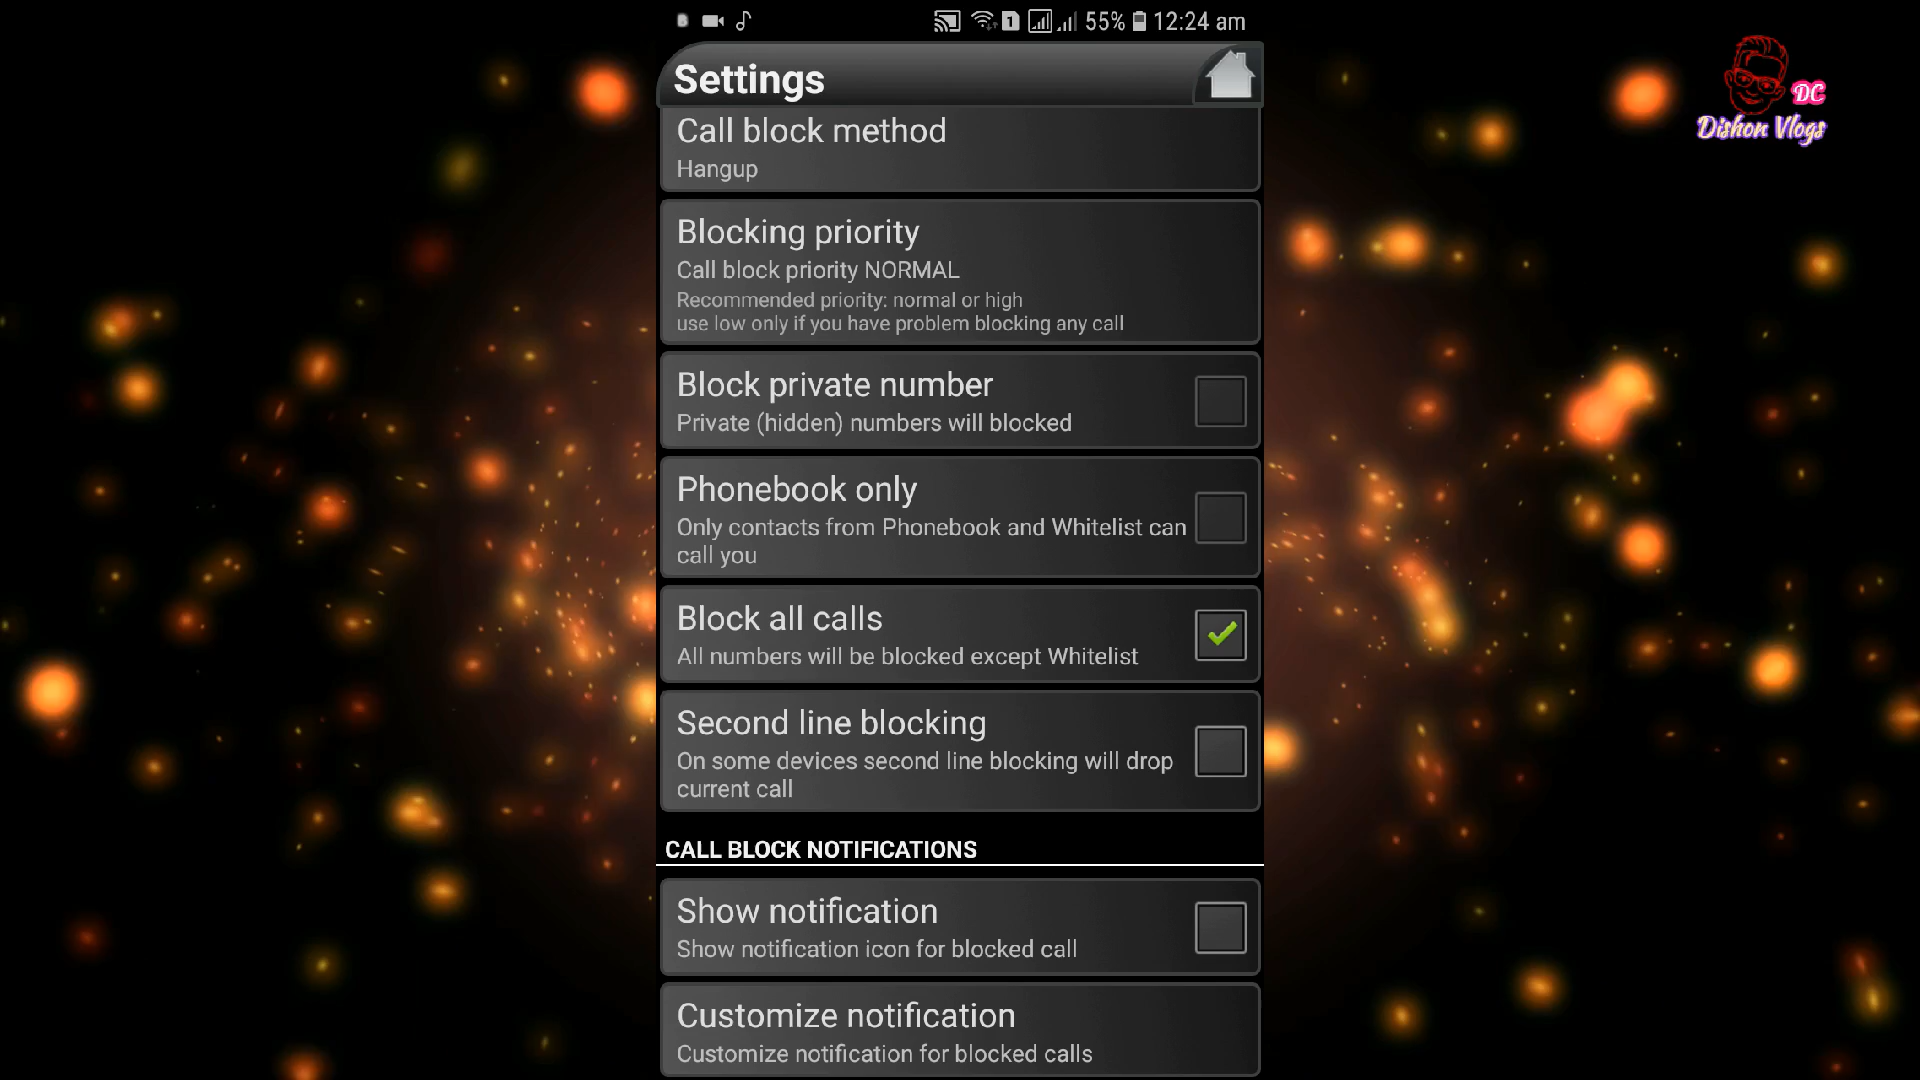 55% 12:24 am
Settings
Call block method
Hangup
Blocking priority
Call block priority NORMAL
Recommended priority: normal or high
use low only if you have problem blocking any call
Block private number
Private (hidden) numbers will blocked
Phonebook only
Only contacts from Phonebook and Whitelist can
call you
Block all calls
All numbers will be blocked except Whitelist
Second line blocking
On some devices second line blocking will drop
current call
CALL BLOCK NOTIFICATIONS
Show notification
Show notification icon for blocked call
Customize notification
Customize notification for blocked calls
DC
Dishon Vlogs